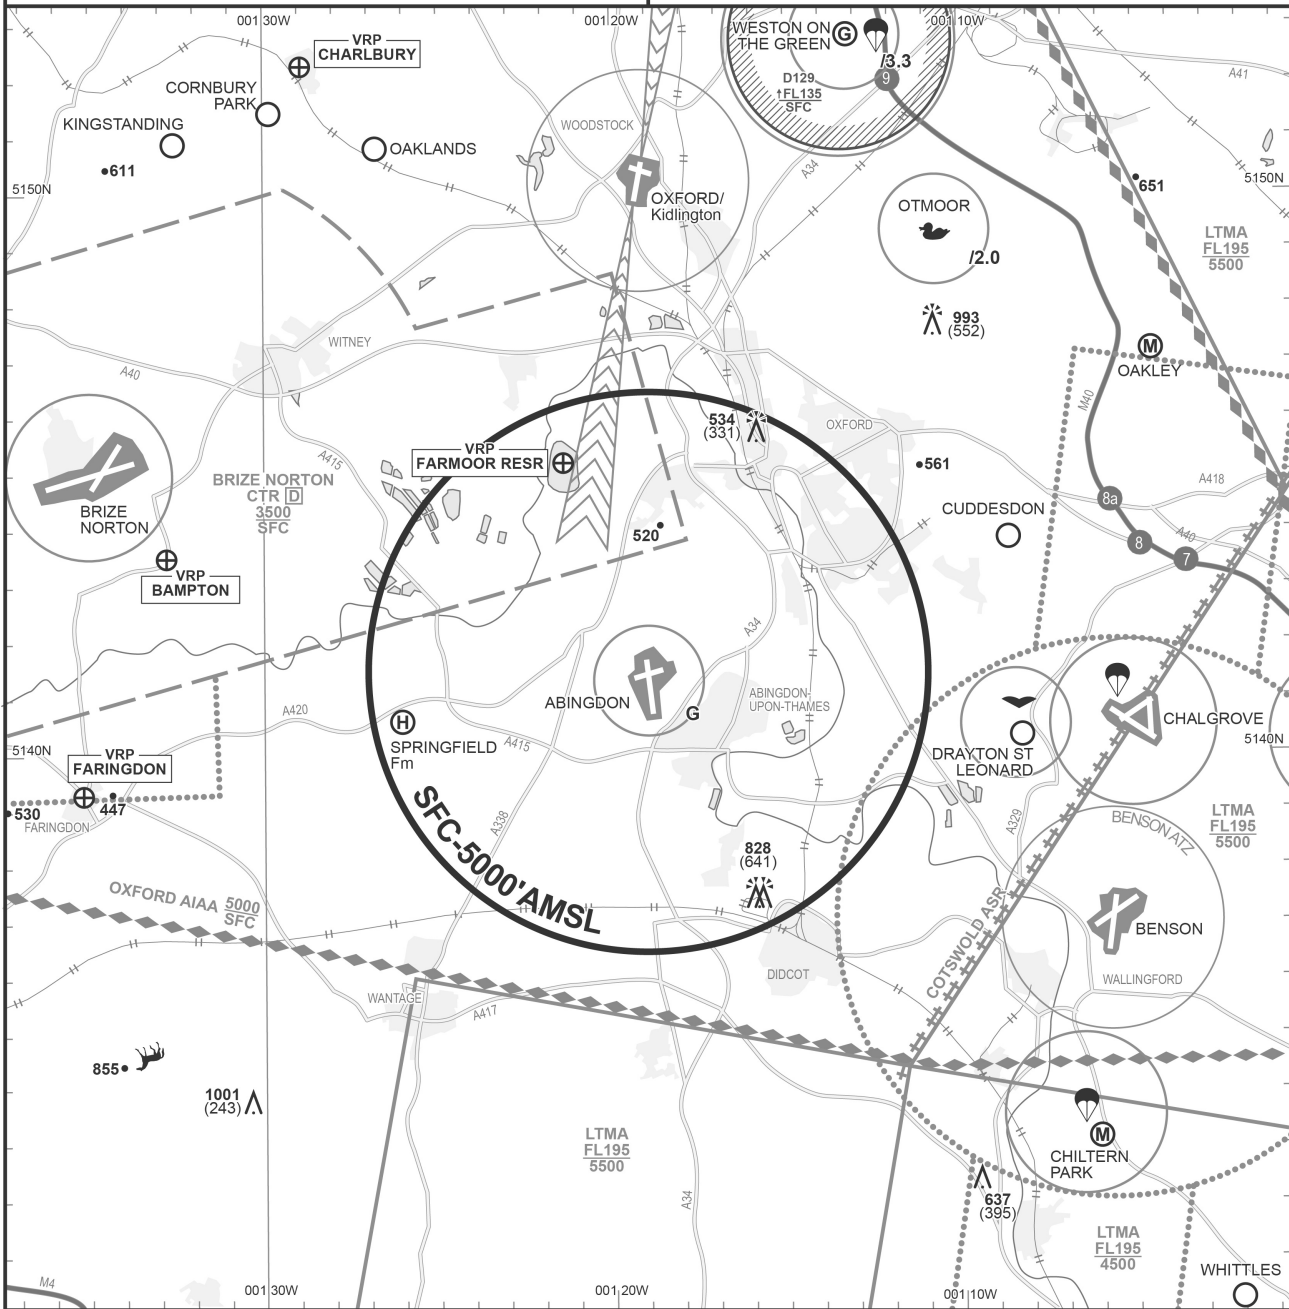 001:30W
001:20W
001:10W
VRP
CHARLBURY
WESTON ON
THE GREEN
G
/3.3
9
D129
↑FL135
SFC
A41
CORNBURY
PARK
KINGSTANDING
OAKLANDS
611
WOODSTOCK
A34
5150N
651
5150N
OXFORD/
Kidlington
OTMOOR
/2.0
LTMA
FL195
5500
993
(552)
WITNEY
M
OAKLEY
A40
M40
534
(331)
OXFORD
A415
VRP
FARMOOR RESR
561
BRIZE NORTON
CTR D
3500
SFC
8a
A418
BRIZE
NORTON
CUDDESDON
520
8
A40
7
VRP
BAMPTON
A34
ABINGDON
G
ABINGDON-
UPON-THAMES
A420
H
SPRINGFIELD
Fm
A415
CHALGROVE
5140N
5140N
DRAYTON ST
LEONARD
VRP
FARINGDON
447
530
FARINGDON
A338
A329
LTMA
FL195
5500
BENSON ATZ
SFC-5000'AMSL
828
(641)
OXFORD AIAA 5000
SFC
COTSWOLD ASR
BENSON
DIDCOT
WALLINGFORD
WANTAGE
A417
855
1001
(243)
M
CHILTERN
PARK
LTMA
FL195
5500
A34
637
(395)
LTMA
FL195
4500
WHITTLES
M4
001:30W
001:20W
001:10W